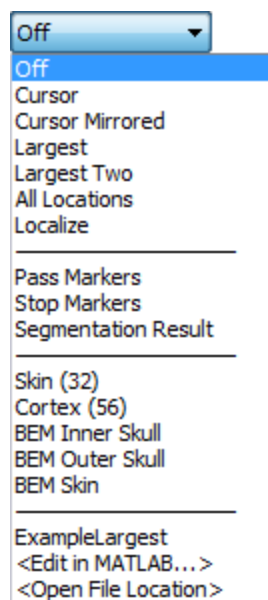 Off
Off
Cursor
Cursor Mirrored
Largest
Largest Two
All Locations
Localize
Pass Markers
Stop Markers
Segmentation Result
Skin (32)
Cortex (56)
BEM Inner Skull
BEM Outer Skull
BEM Skin
ExampleLargest
<Edit in MATLAB...>
<Open File Location>